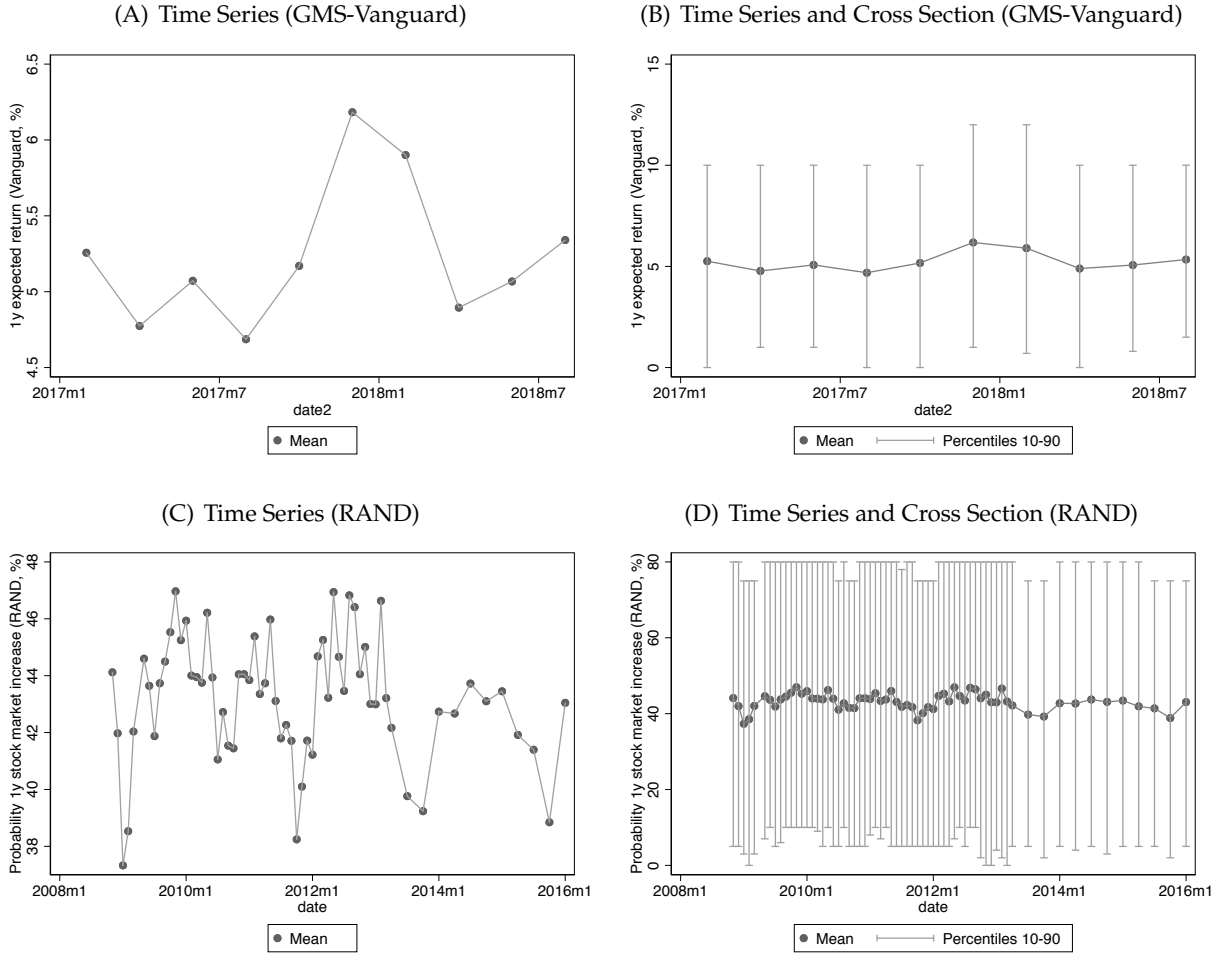 (A) Time Series (GMS-Vanguard)
1y expected return (Vanguard, %)
6.5
6
5.5
5
4.5
2017m1 2017m7 2018m1 2018m7
date2
Mean
(B) Time Series and Cross Section (GMS-Vanguard)
1y expected return (Vanguard, %)
15
10
5
0
2017m1 2017m7 2018m1 2018m7
date2
Mean Percentiles 10-90
(C) Time Series (RAND)
Probability 1y stock market increase (RAND, %)
48
46
44
42
40
38
2008m1 2010m1 2012m1 2014m1 2016m1
date
Mean
(D) Time Series and Cross Section (RAND)
Probability 1y stock market increase (RAND, %)
80
60
40
20
0
2008m1 2010m1 2012m1 2014m1 2016m1
date
Mean Percentiles 10-90